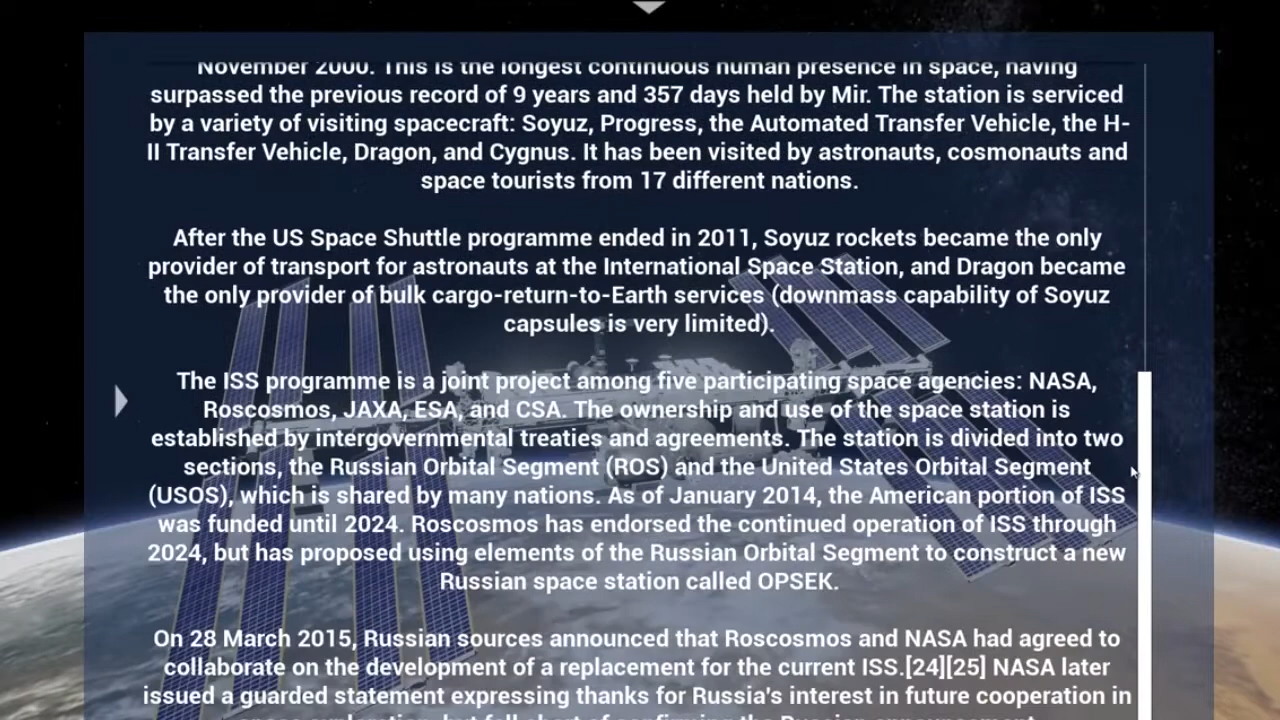 November 2000. This is the longest continuous human presence in space, having
surpassed the previous record of 9 years and 357 days held by Mir. The station is serviced
by a variety of visiting spacecraft: Soyuz, Progress, the Automated Transfer Vehicle, the H-
II Transfer Vehicle, Dragon, and Cygnus. It has been visited by astronauts, cosmonauts and
space tourists from 17 different nations.
After the US Space Shuttle programme ended in 2011, Soyuz rockets became the only
provider of transport for astronauts at the International Space Station, and Dragon became
the only provider of bulk cargo-return-to-Earth services (downmass capability of Soyuz
capsules is very limited).
The ISS programme is a joint project among five participating space agencies: NASA,
Roscosmos, JAXA, ESA, and CSA. The ownership and use of the space station is
established by intergovernmental treaties and agreements. The station is divided into two
sections, the Russian Orbital Segment (ROS) and the United States Orbital Segment
(USOS), which is shared by many nations. As of January 2014, the American portion of ISS
was funded until 2024. Roscosmos has endorsed the continued operation of ISS through
2024, but has proposed using elements of the Russian Orbital Segment to construct a new
Russian space station called OPSEK.
On 28 March 2015, Russian sources announced that Roscosmos and NASA had agreed to
collaborate on the development of a replacement for the current ISS.[24][25] NASA later
issued a guarded statement expressing thanks for Russia's interest in future cooperation in
space exploration, but fell short of confirming the Russian announcement.